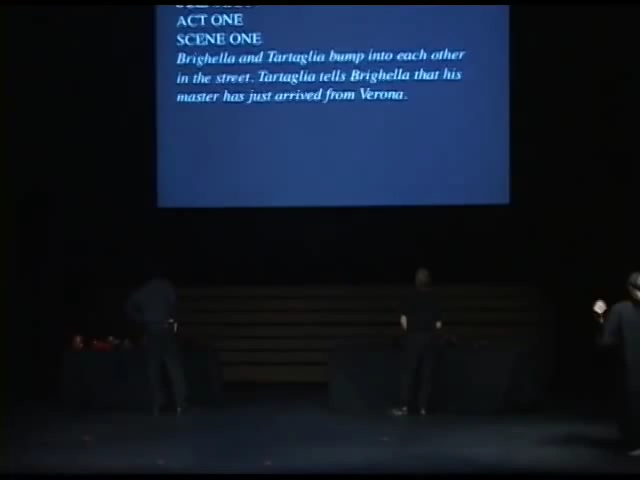 ACT ONE
SCENE ONE
Brighella and Tartaglia bump into each other
in the street. Tartaglia tells Brighella that his
master has just arrived from Verona.